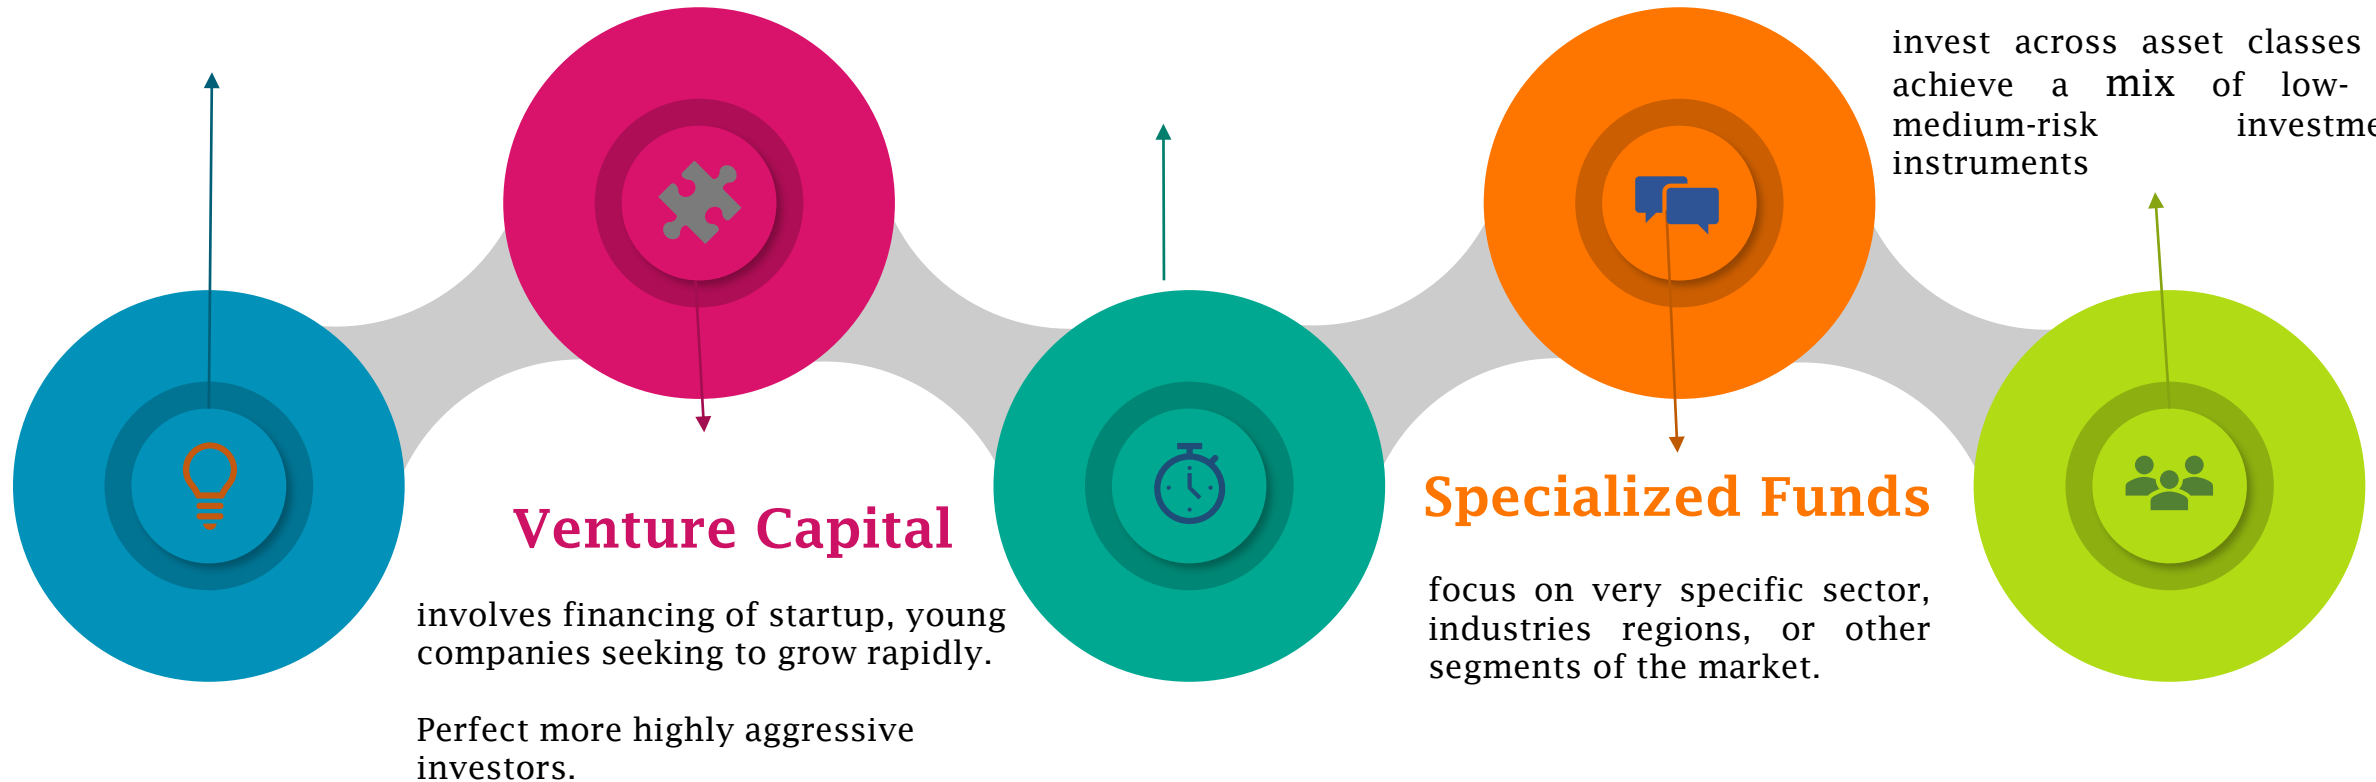 Venture Capital
involves financing of startup, young
companies seeking to grow rapidly.
Perfect more highly aggressive
investors.
Specialized Funds
focus on very specific sector,
industries regions, or other
segments of the market.
invest across asset classes
achieve a mix of low-
medium-risk
instruments